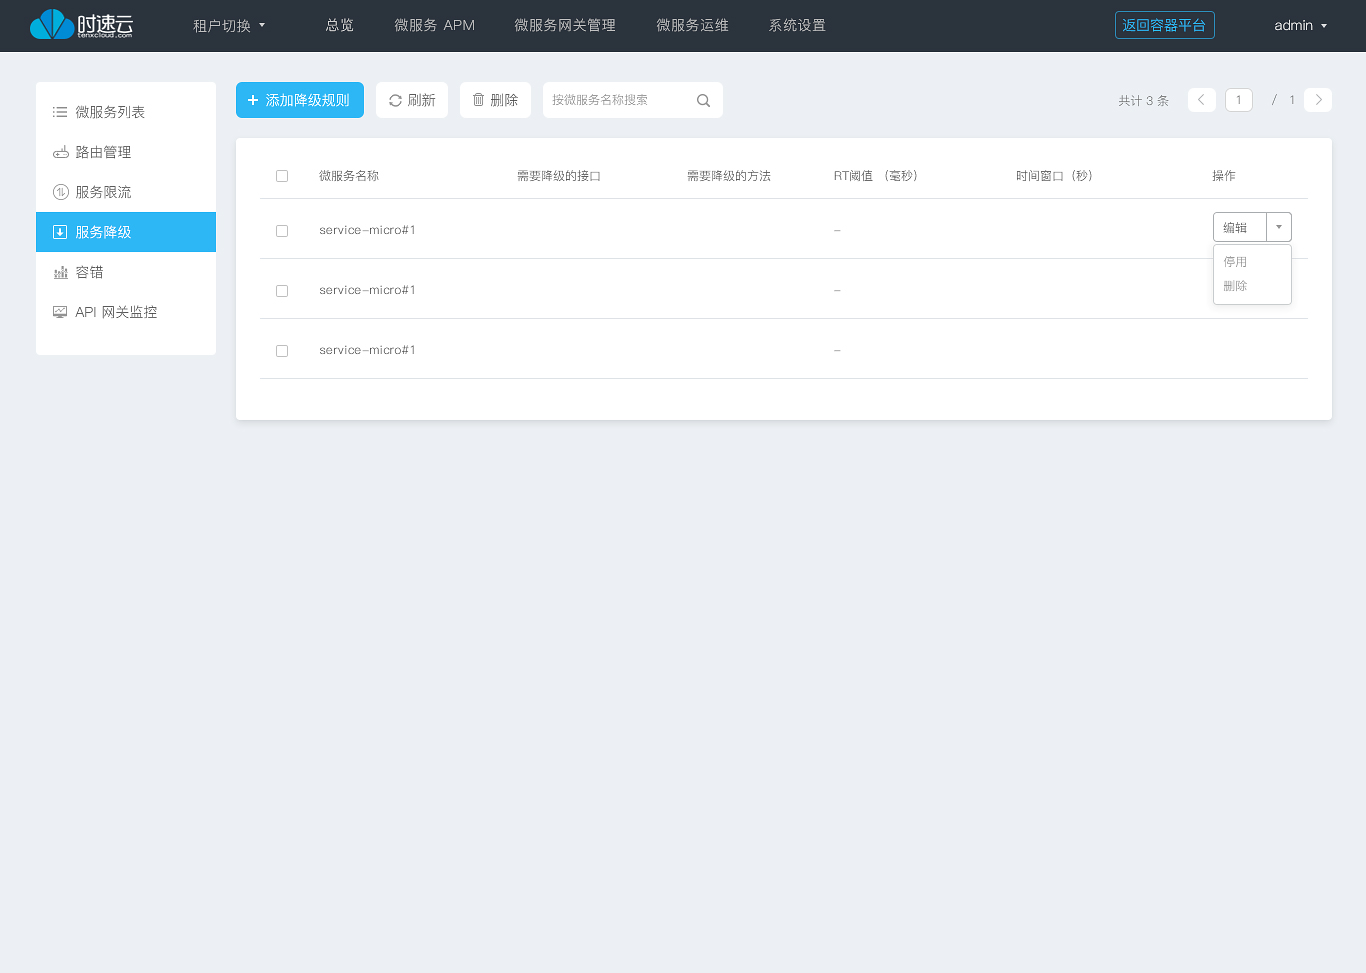 时速云
tenxcloud.com
租户切换 总览 微服务 APM 微服务网关管理 微服务运维 系统设置 返回容器平台 admin
微服务列表
路由管理
服务限流
服务降级
容错
API 网关监控
+ 添加降级规则 刷新 删除 按微服务名称搜索 共计 3 条 < 1 / 1 >
微服务名称 需要降级的接口 需要降级的方法 RT阈值 （毫秒） 时间窗口（秒） 操作
service-micro#1 – 编辑
停用
删除
service-micro#1 –
service-micro#1 –